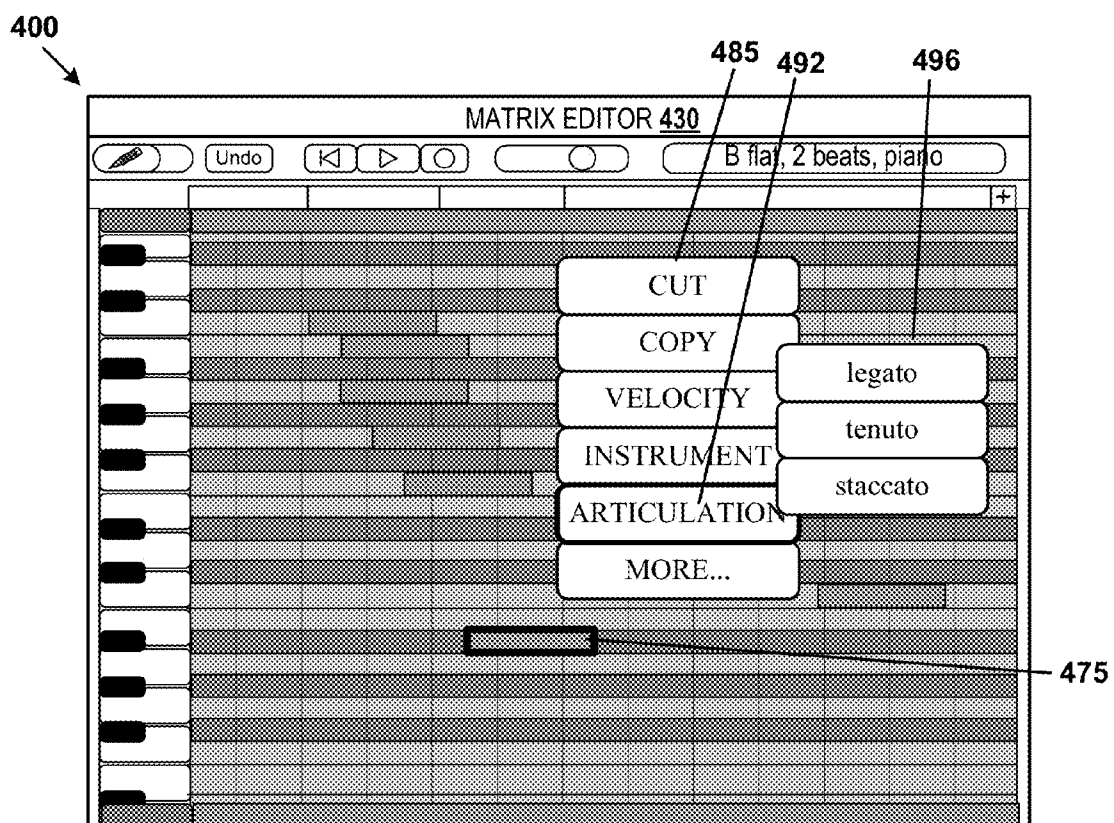 400
485 492 496
MATRIX EDITOR 430
Undo
B flat, 2 beats, piano
+
CUT
COPY
VELOCITY
INSTRUMENT
ARTICULATION
MORE...
legato
tenuto
staccato
475